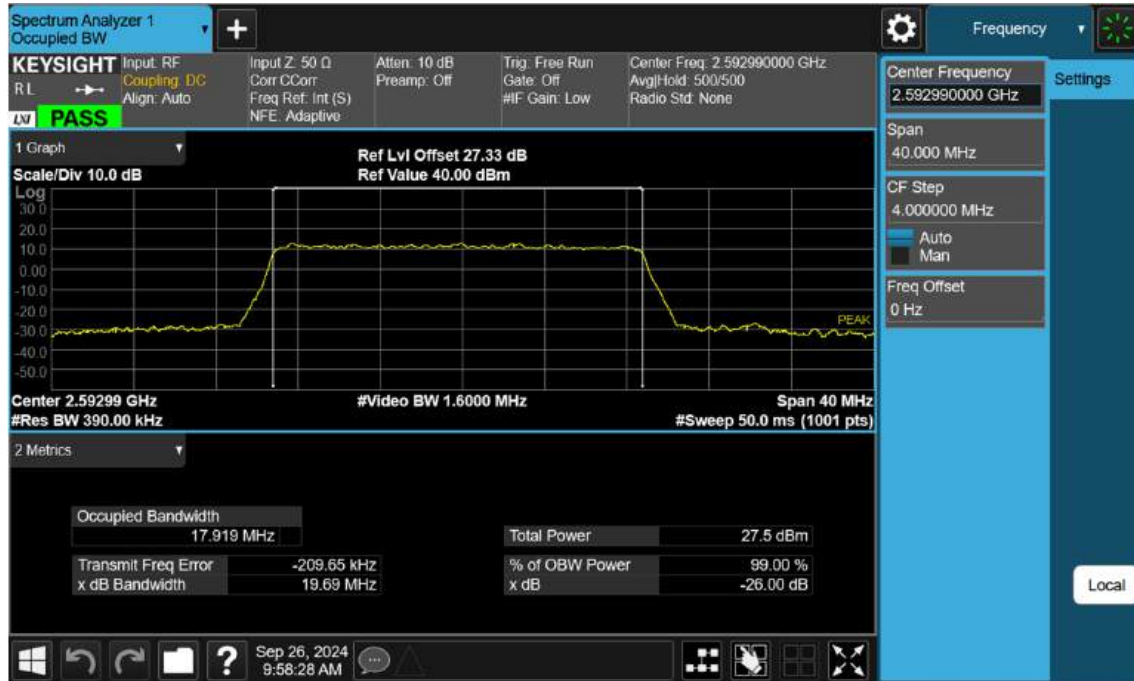 Spectrum Analyzer 1
Occupied BW
+
Frequency
KEYSIGHT
R L
LXI
PASS
Input: RF
Coupling: DC
Align: Auto
Input Z: 50 Ω
Corr CCorr
Freq Ref: Int (S)
NFE: Adaptive
Atten: 10 dB
Preamp: Off
Trig: Free Run
Gate: Off
#IF Gain: Low
Center Freq: 2.592990000 GHz
Avg|Hold: 500/500
Radio Std: None
Center Frequency
2.592990000 GHz
Settings
Span
40.000 MHz
CF Step
4.000000 MHz
Auto
Man
Freq Offset
0 Hz
Local
1 Graph
Scale/Div 10.0 dB
Ref Lvl Offset 27.33 dB
Ref Value 40.00 dBm
Log
30.0
20.0
10.0
0.00
-10.0
-20.0
-30.0
-40.0
-50.0
PEAK
Center 2.59299 GHz
#Video BW 1.6000 MHz
Span 40 MHz
#Res BW 390.00 kHz
#Sweep 50.0 ms (1001 pts)
2 Metrics
Occupied Bandwidth
17.919 MHz
Total Power 27.5 dBm
Transmit Freq Error -209.65 kHz
% of OBW Power 99.00 %
x dB Bandwidth 19.69 MHz
x dB -26.00 dB
?
Sep 26, 2024
9:58:28 AM